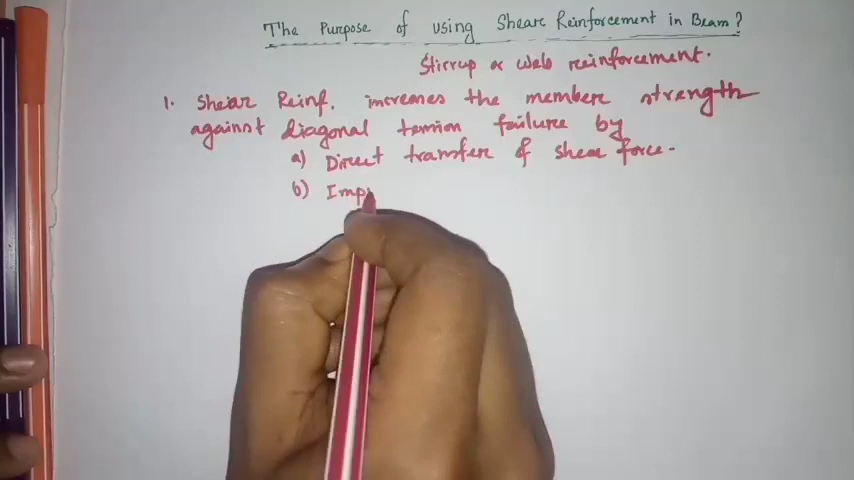 The Purpose of using Shear Reinforcement in Beam?
Stirrup or web reinforcement.
1. Shear Reinf. increases the member strength
against diagonal tension failure by
a) Direct transfer of shear force.
b) Imp